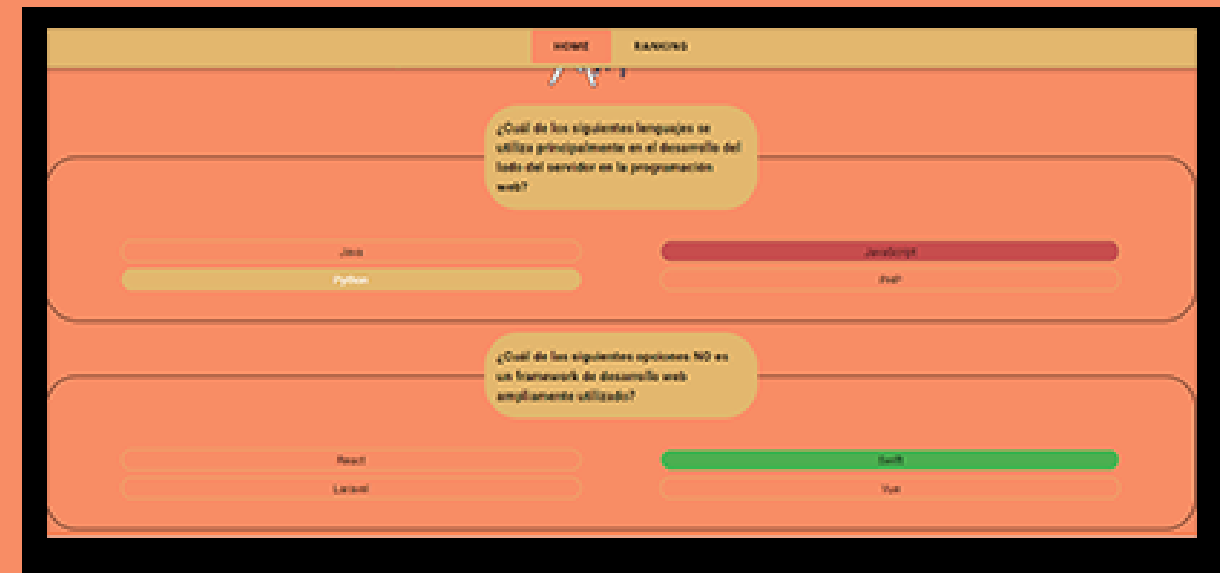 HOME RANKING
¿Cuál de los siguientes lenguajes se
utiliza principalmente en el desarrollo del
lado del servidor en la programación
web?
Java JavaScript
Python PHP
¿Cuál de las siguientes opciones NO es
un framework de desarrollo web
ampliamente utilizado?
React Swift
Laravel Vue